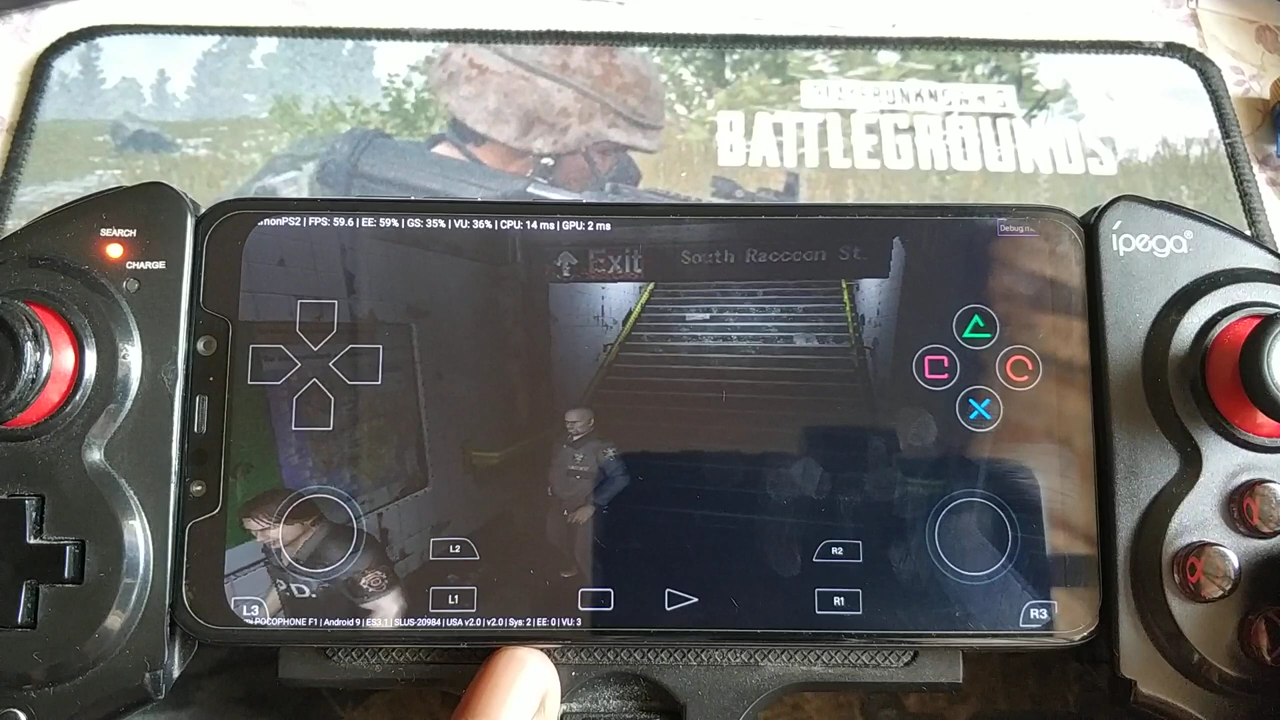 BATTLEGROUNDS
SEARCH
CHARGE
ípega®
monPS2 | FPS: 59.6 | EE: 59% | GS: 35% | VU: 36% | CPU: 14 ms | GPU: 2 ms
Exit South Raccoon St.
L2
R2
L1
R1
L3
R3
P.D.
POCOPHONE F1 | Android 9 | ES3.1 | SLUS-20984 | USA v2.0 | v2.0 | Sys: 2 | EE: 0 | VU: 3